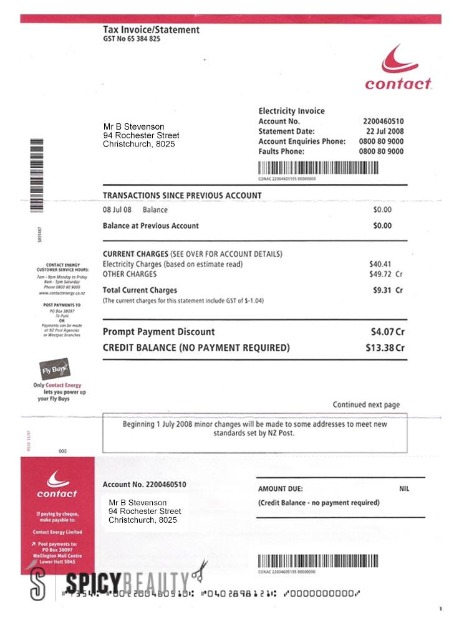 Tax Invoice/Statement
GST No 65 384 825
contact
Electricity Invoice
Account No. 2200460510
Statement Date: 22 Jul 2008
Account Enquiries Phone: 0800 80 9000
Faults Phone: 0800 80 9000
Mr B Stevenson
94 Rochester Street
Christchurch, 8025
TRANSACTIONS SINCE PREVIOUS ACCOUNT
08 Jul 08 Balance $0.00
Balance at Previous Account $0.00
CURRENT CHARGES (SEE OVER FOR ACCOUNT DETAILS)
Electricity Charges (based on estimate read) $40.41
OTHER CHARGES $49.72 Cr
Total Current Charges $9.31 Cr
(The current charges for this statement include GST of $-1.04)
Prompt Payment Discount $4.07 Cr
CREDIT BALANCE (NO PAYMENT REQUIRED) $13.38 Cr
CONTACT ENERGY
CUSTOMER SERVICE HOURS:
7am - 8pm Monday to Friday
8am - 5pm Saturday
Phone 0800 80 9000
www.contactenergy.co.nz
POST PAYMENTS TO
PO Box 30097
OR
Payments can be made
at NZ Post Agencies
or Westpac branches
Fly Buys
Only Contact Energy
lets you power up
your Fly Buys
Continued next page
Beginning 1 July 2008 minor changes will be made to some addresses to meet new
standards set by NZ Post.
contact
If paying by cheque,
make payable to:
Contact Energy Limited
Post payments to:
PO Box 30097
Wellington Mail Centre
Lower Hutt 5045
Account No. 2200460510
Mr B Stevenson
94 Rochester Street
Christchurch, 8025
AMOUNT DUE: NIL
(Credit Balance - no payment required)
SPICYBEAUTY